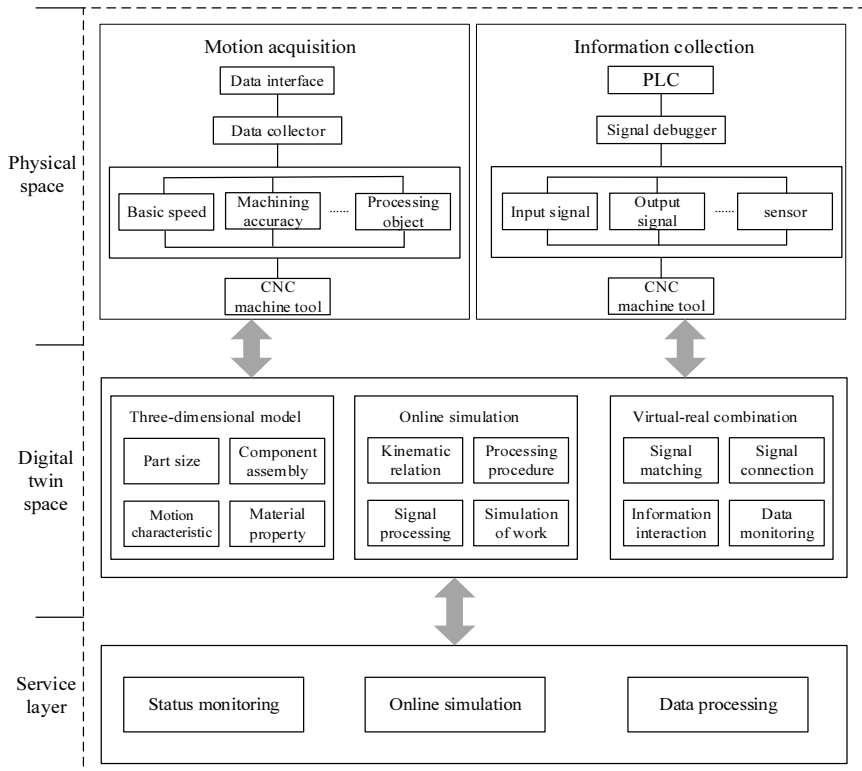 Motion acquisition
Data interface
Data collector
Basic speed
Machining
accuracy
......
Processing
object
CNC
machine tool
Information collection
PLC
Signal debugger
Input signal
Output
signal
......
sensor
CNC
machine tool
Physical
space
Digital
twin space
Three-dimensional model
Part size
Component
assembly
Motion
characteristic
Material
property
Online simulation
Kinematic
relation
Processing
procedure
Signal
processing
Simulation
of work
Virtual-real combination
Signal
matching
Signal
connection
Information
interaction
Data
monitoring
Service
layer
Status monitoring
Online simulation
Data processing